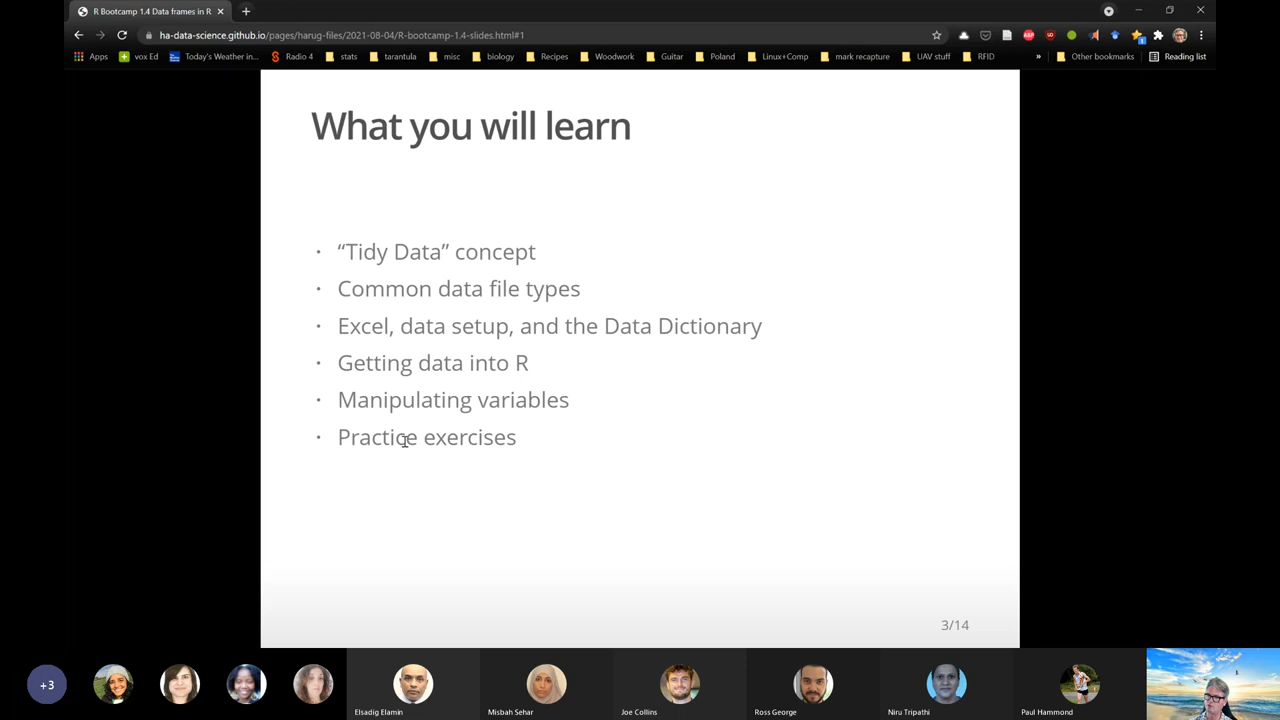 R Bootcamp 1.4 Data frames in R
ha-data-science.github.io/pages/harug-files/2021-08-04/R-bootcamp-1.4-slides.html#1
Apps vox Ed Today's Weather in... Radio 4 stats tarantula misc biology Recipes Woodwork Guitar Poland Linux+Comp mark recapture UAV stuff RFID » Other bookmarks Reading list
What you will learn
· “Tidy Data” concept
· Common data file types
· Excel, data setup, and the Data Dictionary
· Getting data into R
· Manipulating variables
· Practice exercises
3/14
+3
Elsadig Elamin Misbah Sehar Joe Collins Ross George Niru Tripathi Paul Hammond